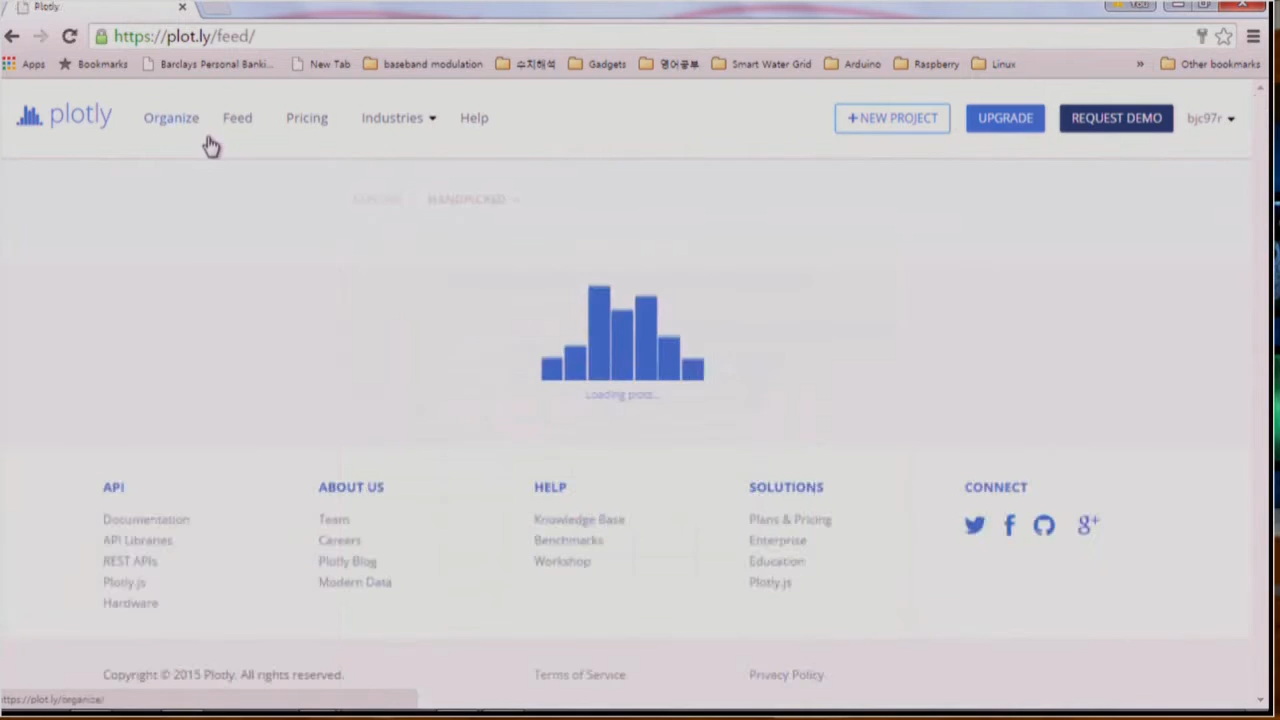 Plotly
https://plot.ly/feed/
Apps Bookmarks Barclays Personal Banki... New Tab baseband modulation 수치해석 Gadgets 영어공부 Smart Water Grid Arduino Raspberry Linux » Other bookmarks
plotly Organize Feed Pricing Industries Help + NEW PROJECT UPGRADE REQUEST DEMO bjc97r
HANDPICKED
Loading plots...
API ABOUT US HELP SOLUTIONS CONNECT
Documentation Team Knowledge Base Plans & Pricing
API Libraries Careers Benchmarks Enterprise
REST APIs Plotly Blog Workshop Education
Plotly.js Modern Data Plotly.js
Hardware
Copyright © 2015 Plotly. All rights reserved. Terms of Service Privacy Policy
https://plot.ly/organize/